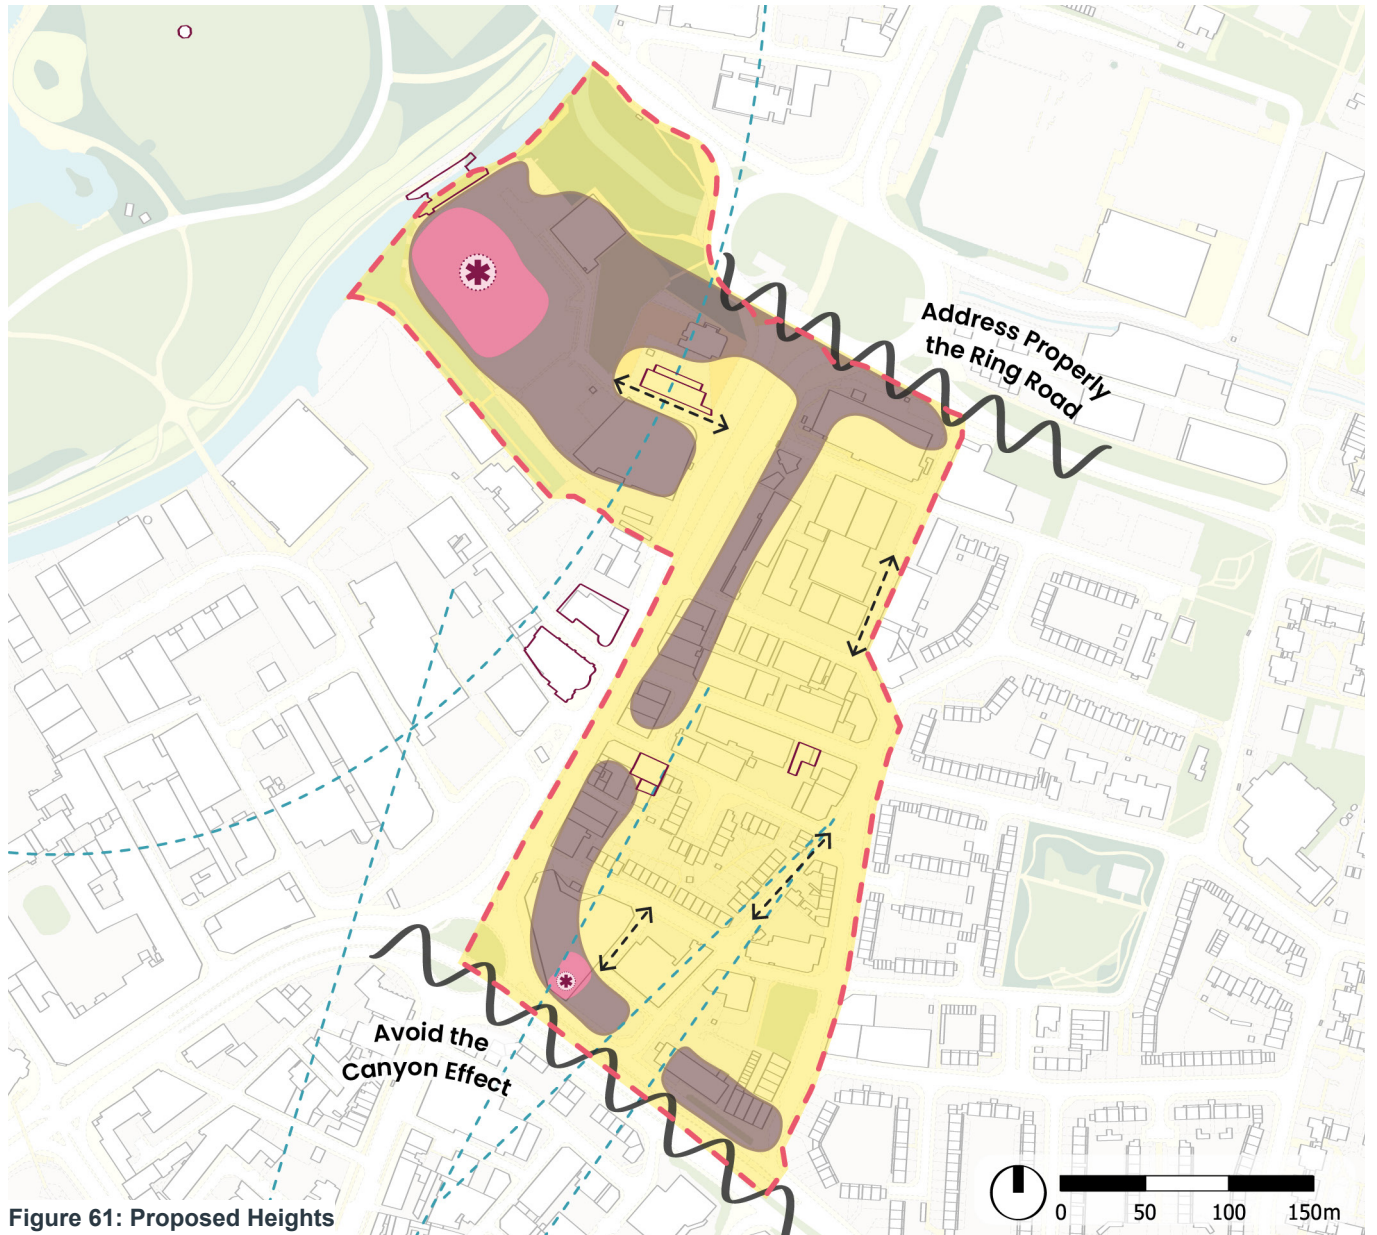 Address Properly
the Ring Road
Avoid the
Canyon Effect
0 50 100 150m
Figure 61: Proposed Heights